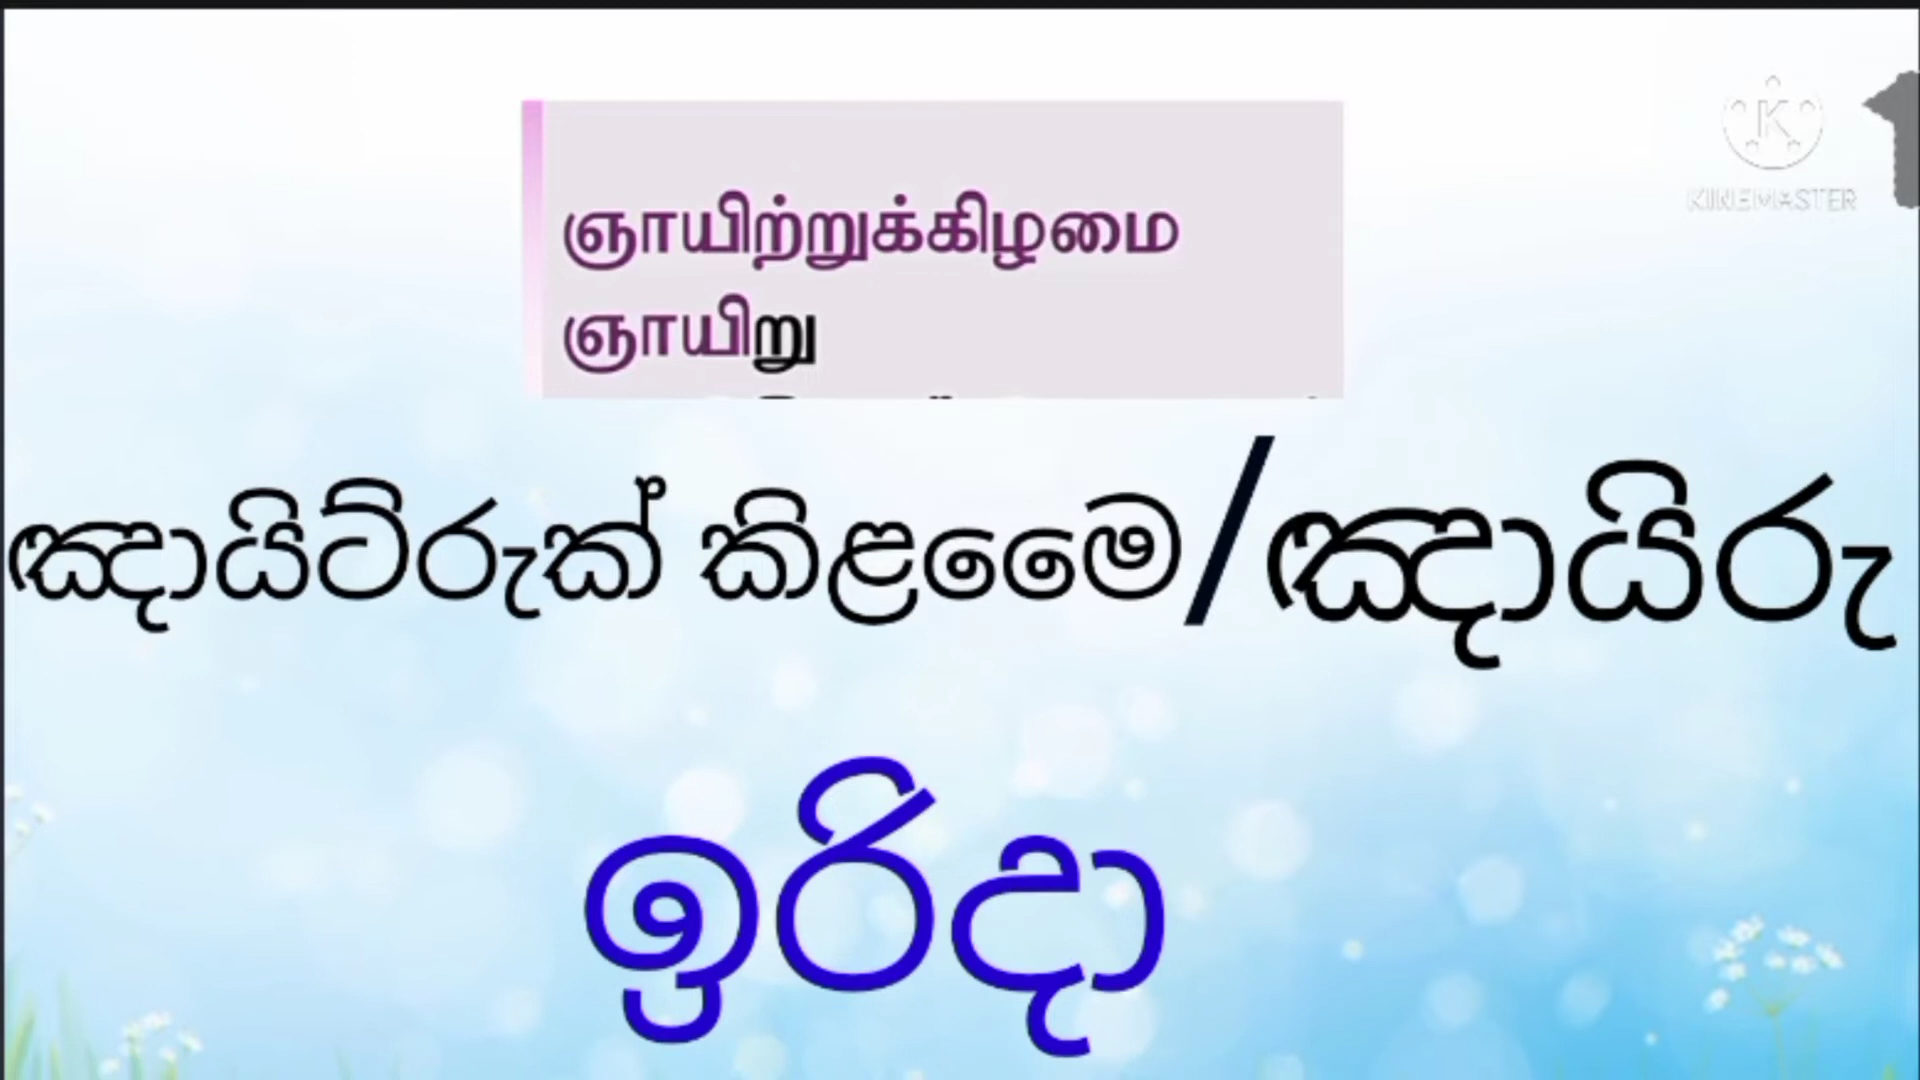 ஞாயிற்றுக்கிழமை
ஞாயிறு
KINEMASTER
ඤායිට්රුක් කිළමෛ/ඤායිරු
ඉරිදා